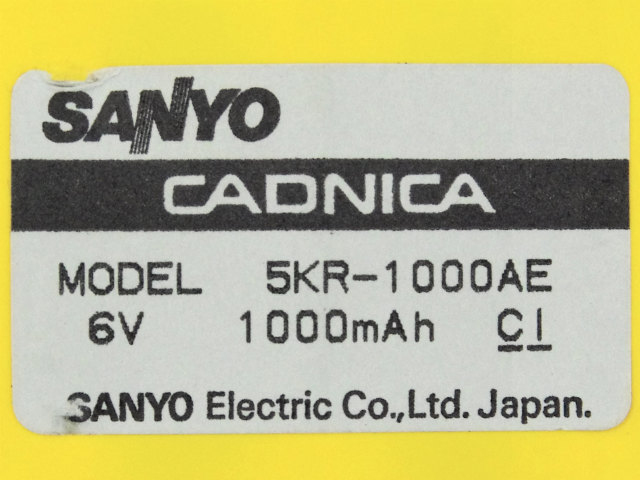 SANYO
CADNICA
MODEL 5KR-1000AE
6V 1000mAh CI
SANYO Electric Co.,Ltd. Japan.